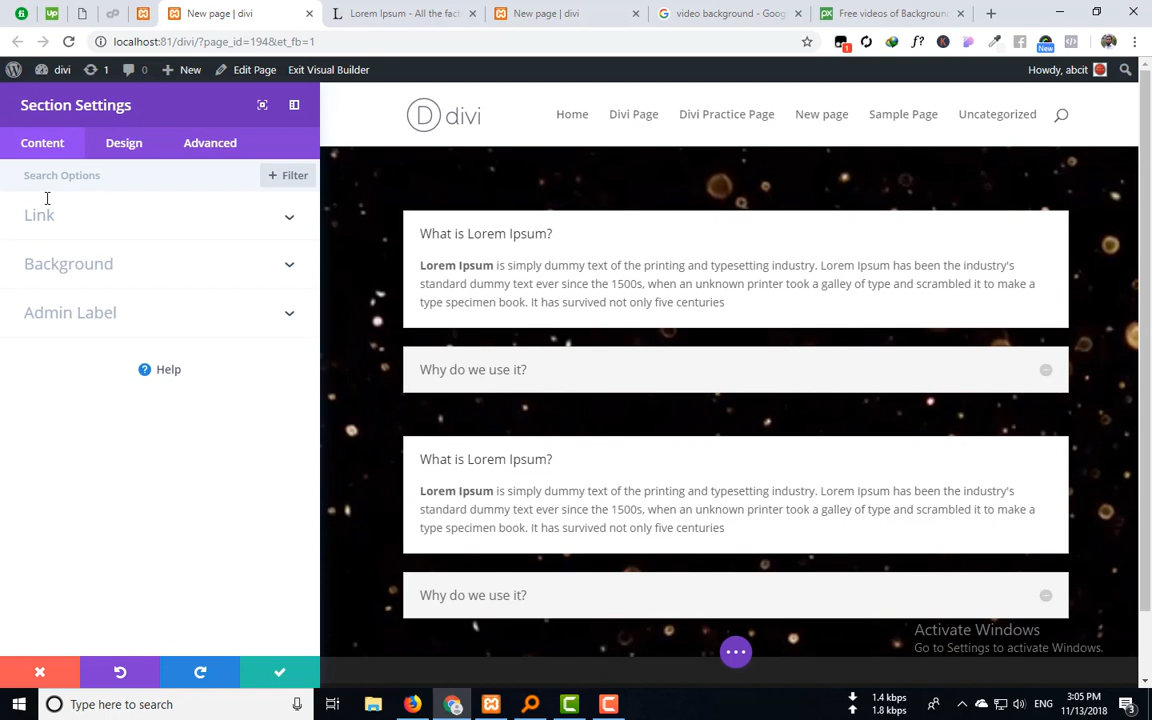 New page | divi
Lorem Ipsum - All the fac
New page | divi
video background - Goog
Free videos of Backgroun
localhost:81/divi/?page_id=194&et_fb=1
divi
1
0
New
Edit Page
Exit Visual Builder
Howdy, abcit
Section Settings
Content
Design
Advanced
Search Options
+ Filter
Link
Background
Admin Label
? Help
D divi
Home
Divi Page
Divi Practice Page
New page
Sample Page
Uncategorized
What is Lorem Ipsum?
Lorem Ipsum is simply dummy text of the printing and typesetting industry. Lorem Ipsum has been the industry's
standard dummy text ever since the 1500s, when an unknown printer took a galley of type and scrambled it to make a
type specimen book. It has survived not only five centuries
Why do we use it?
What is Lorem Ipsum?
Lorem Ipsum is simply dummy text of the printing and typesetting industry. Lorem Ipsum has been the industry's
standard dummy text ever since the 1500s, when an unknown printer took a galley of type and scrambled it to make a
type specimen book. It has survived not only five centuries
Why do we use it?
Activate Windows
Go to Settings to activate Windows.
Type here to search
1.4 kbps
1.8 kbps
ENG
3:05 PM
11/13/2018
3